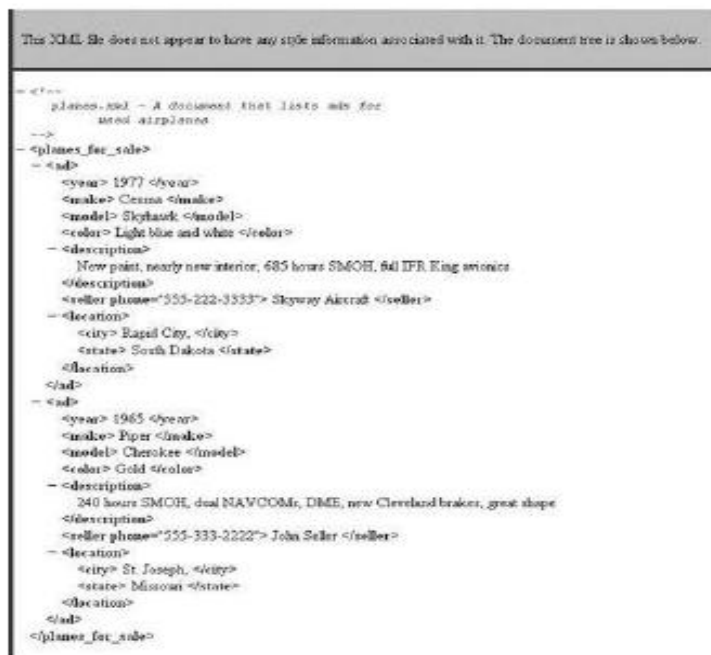 This XML file does not appear to have any style information associated with it. The document tree is shown below.
- <!--
planes.xml - A document that lists ads for
used airplanes
-->
- <planes_for_sale>
- <ad>
<year> 1977 </year>
<make> Cessna </make>
<model> Skyhawk </model>
<color> Light blue and white </color>
- <description>
New paint, nearly new interior, 685 hours SMOH, full IFR King avionics
</description>
<seller phone="555-222-3333"> Skyway Aircraft </seller>
- <location>
<city> Rapid City, </city>
<state> South Dakota </state>
</location>
</ad>
- <ad>
<year> 1965 </year>
<make> Piper </make>
<model> Cherokee </model>
<color> Gold </color>
- <description>
240 hours SMOH, dual NAVCOMs, DME, new Cleveland brakes, great shape
</description>
<seller phone="555-333-2222"> John Seller </seller>
- <location>
<city> St. Joseph, </city>
<state> Missouri </state>
</location>
</ad>
</planes_for_sale>